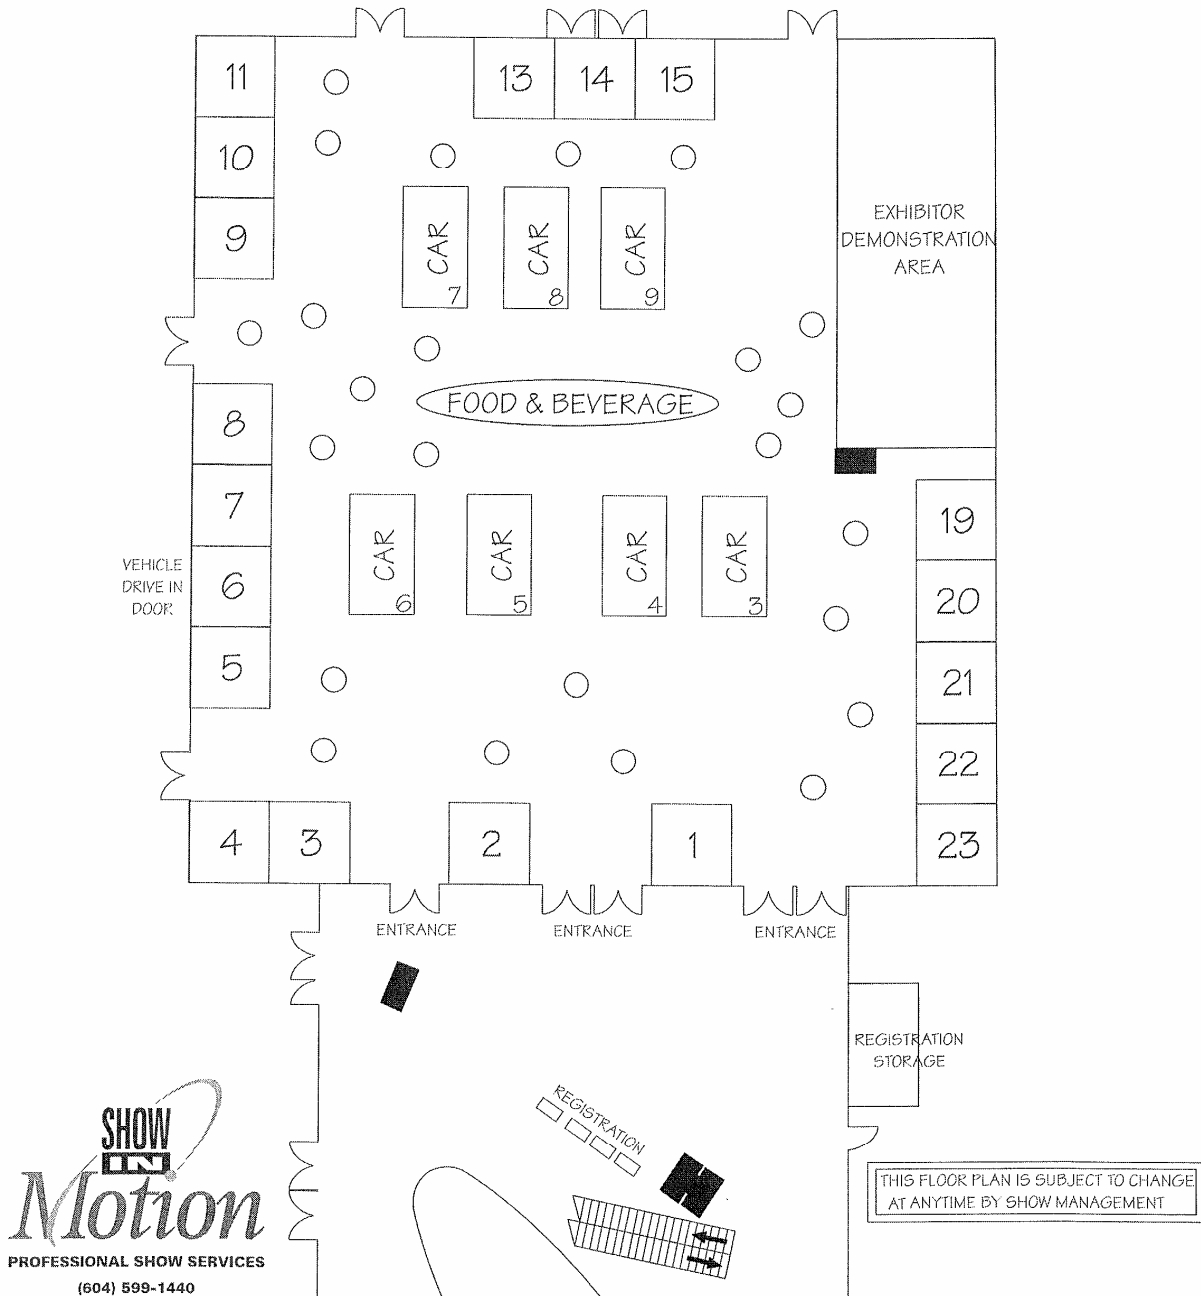 11
13 14 15
10
9
CAR 7
CAR 8
CAR 9
EXHIBITOR
DEMONSTRATION
AREA
FOOD & BEVERAGE
8
7
6
5
VEHICLE
DRIVE IN
DOOR
CAR 6
CAR 5
CAR 4
CAR 3
19
20
21
22
23
4 3 2 1
ENTRANCE ENTRANCE ENTRANCE
REGISTRATION
STORAGE
REGISTRATION
SHOW
IN
Motion
PROFESSIONAL SHOW SERVICES
(604) 599-1440
THIS FLOOR PLAN IS SUBJECT TO CHANGE
AT ANYTIME BY SHOW MANAGEMENT